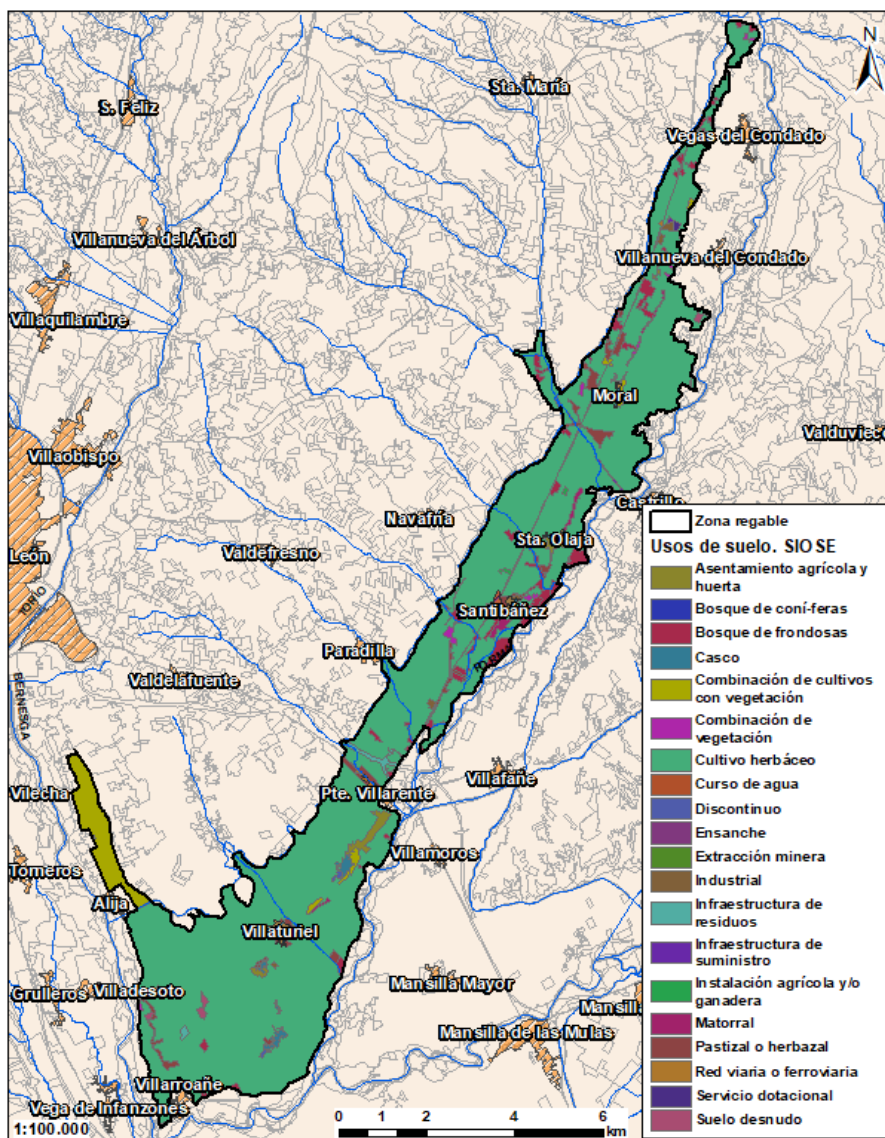 N
Sta. María
S. Feliz
Vegas del Condado
Villanueva del Árbol
Villanueva del Condado
Villaquilambre
Moral
Valduvieco
Villaobispo
Castrillo
Navafría
León
Valdefresno
Sta. Olaja
Santibáñez
Paradilla
Valdelafuente
BERNESGA
Vilecha
Pte. Villarente
Villafañe
Villamoros
Torneros
Alija
Villaturiel
Mansilla Mayor
Grulleros
Villadesoto
Mansilla de las Mulas
Villarroañe
Vega de Infanzones
1:100.000
0 1 2 4 6
km
Zona regable
Usos de suelo. SIOSE
Asentamiento agrícola y
huerta
Bosque de coní-feras
Bosque de frondosas
Casco
Combinación de cultivos
con vegetación
Combinación de
vegetación
Cultivo herbáceo
Curso de agua
Discontinuo
Ensanche
Extracción minera
Industrial
Infraestructura de
residuos
Infraestructura de
suministro
Instalación agrícola y/o
ganadera
Matorral
Pastizal o herbazal
Red viaria o ferroviaria
Servicio dotacional
Suelo desnudo